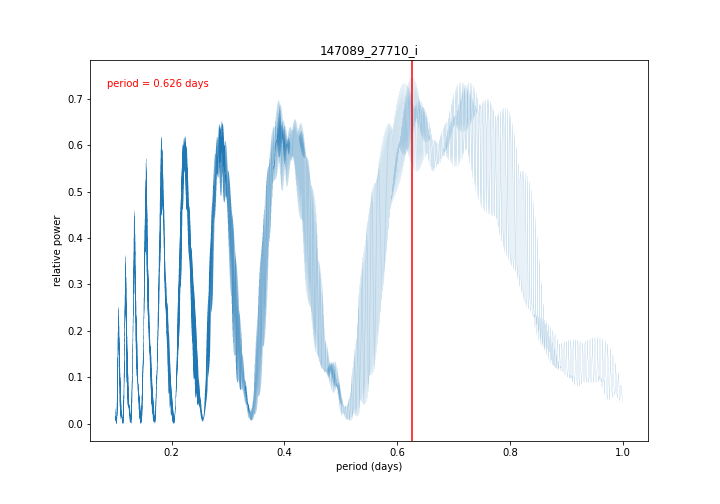 147089_27710_i
period = 0.626 days
relative power
0.7
0.6
0.5
0.4
0.3
0.2
0.1
0.0
0.2 0.4 0.6 0.8 1.0
period (days)